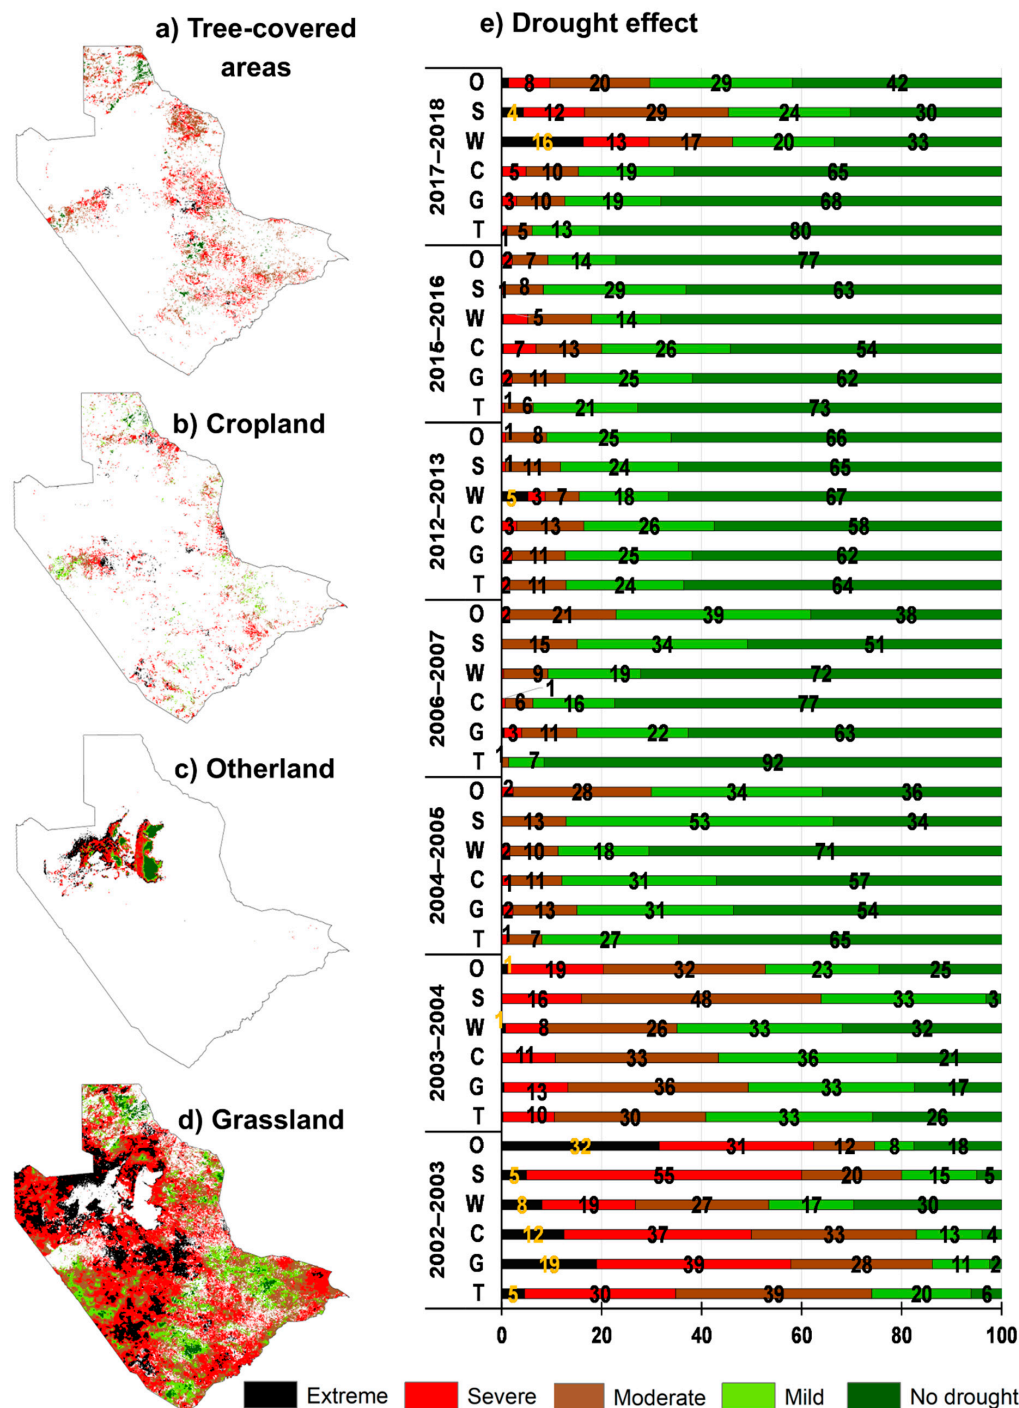 a) Tree-covered
areas
b) Cropland
c) Otherland
d) Grassland
e) Drought effect
2017–2018
O 8 20 29 42
S 4 12 29 24 30
W 16 13 17 20 33
C 5 10 19 65
G 3 10 19 68
T 1 5 13 80
2015–2016
O 2 7 14 77
S 1 8 29 63
W 5 14
C 7 13 26 54
G 2 11 25 62
T 1 6 21 73
2012–2013
O 1 8 25 66
S 1 11 24 65
W 5 3 7 18 67
C 3 13 26 58
G 2 11 25 62
T 2 11 24 64
2006–2007
O 2 21 39 38
S 15 34 51
W 9 19 72
C 1 6 16 77
G 3 11 22 63
T 1 7 92
2004–2005
O 2 28 34 36
S 13 53 34
W 2 10 18 71
C 1 11 31 57
G 2 13 31 54
T 1 7 27 65
2003–2004
O 1 19 32 23 25
S 16 48 33 3
W 1 8 26 33 32
C 11 33 36 21
G 13 36 33 17
T 10 30 33 26
2002–2003
O 32 31 12 8 18
S 5 55 20 15 5
W 8 19 27 17 30
C 12 37 33 13 4
G 19 39 28 11 2
T 5 30 39 20 6
0 20 40 60 80 100
Extreme Severe Moderate Mild No drought